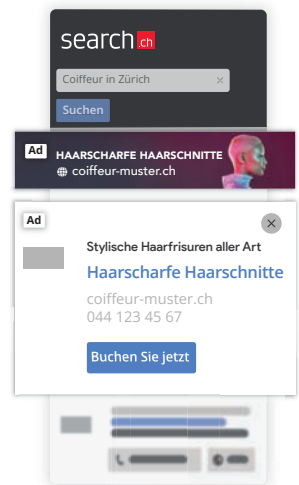 search.ch
Coiffeur in Zürich ×
Suchen
Ad
HAARSCHARFE HAARSCHNITTE
coiffeur-muster.ch
Ad
Stylische Haarfrisuren aller Art
Haarscharfe Haarschnitte
coiffeur-muster.ch
044 123 45 67
Buchen Sie jetzt